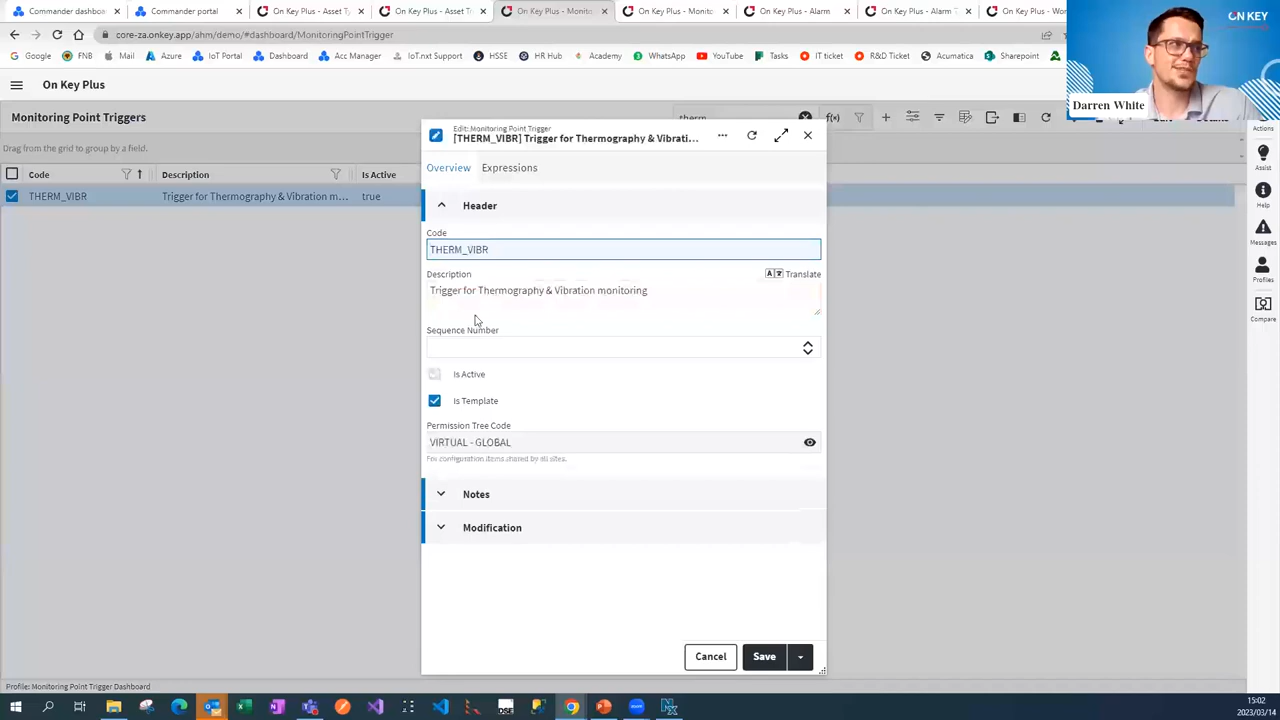 Commander dashbo
Commander portal
On Key Plus - Asset Ty
On Key Plus - Asset Tr
On Key Plus - Monito
On Key Plus - Monito
On Key Plus - Alarm
On Key Plus - Alarm T
On Key Plus - Wo
core-za.onkey.app/ahm/demo/#dashboard/MonitoringPointTrigger
Google
FNB
Mail
Azure
IoT Portal
Dashboard
Acc Manager
IoT.nxt Support
HSSE
HR Hub
Academy
WhatsApp
YouTube
Tasks
IT ticket
R&D Ticket
Acumatica
Sharepoint
ON KEY
Darren White
On Key Plus
Monitoring Point Triggers
therm
f(x)
Drag from the grid to group by a field.
Code
Description
Is Active
THERM_VIBR
Trigger for Thermography & Vibration m...
true
Edit: Monitoring Point Trigger
[THERM_VIBR] Trigger for Thermography & Vibrati...
Overview
Expressions
Header
Code
THERM_VIBR
Description
Translate
Trigger for Thermography & Vibration monitoring
Sequence Number
Is Active
Is Template
Permission Tree Code
VIRTUAL - GLOBAL
For configuration items shared by all sites.
Notes
Modification
Cancel
Save
Actions
Assist
Help
Messages
Profiles
Compare
Profile: Monitoring Point Trigger Dashboard
15:02
2023/03/14